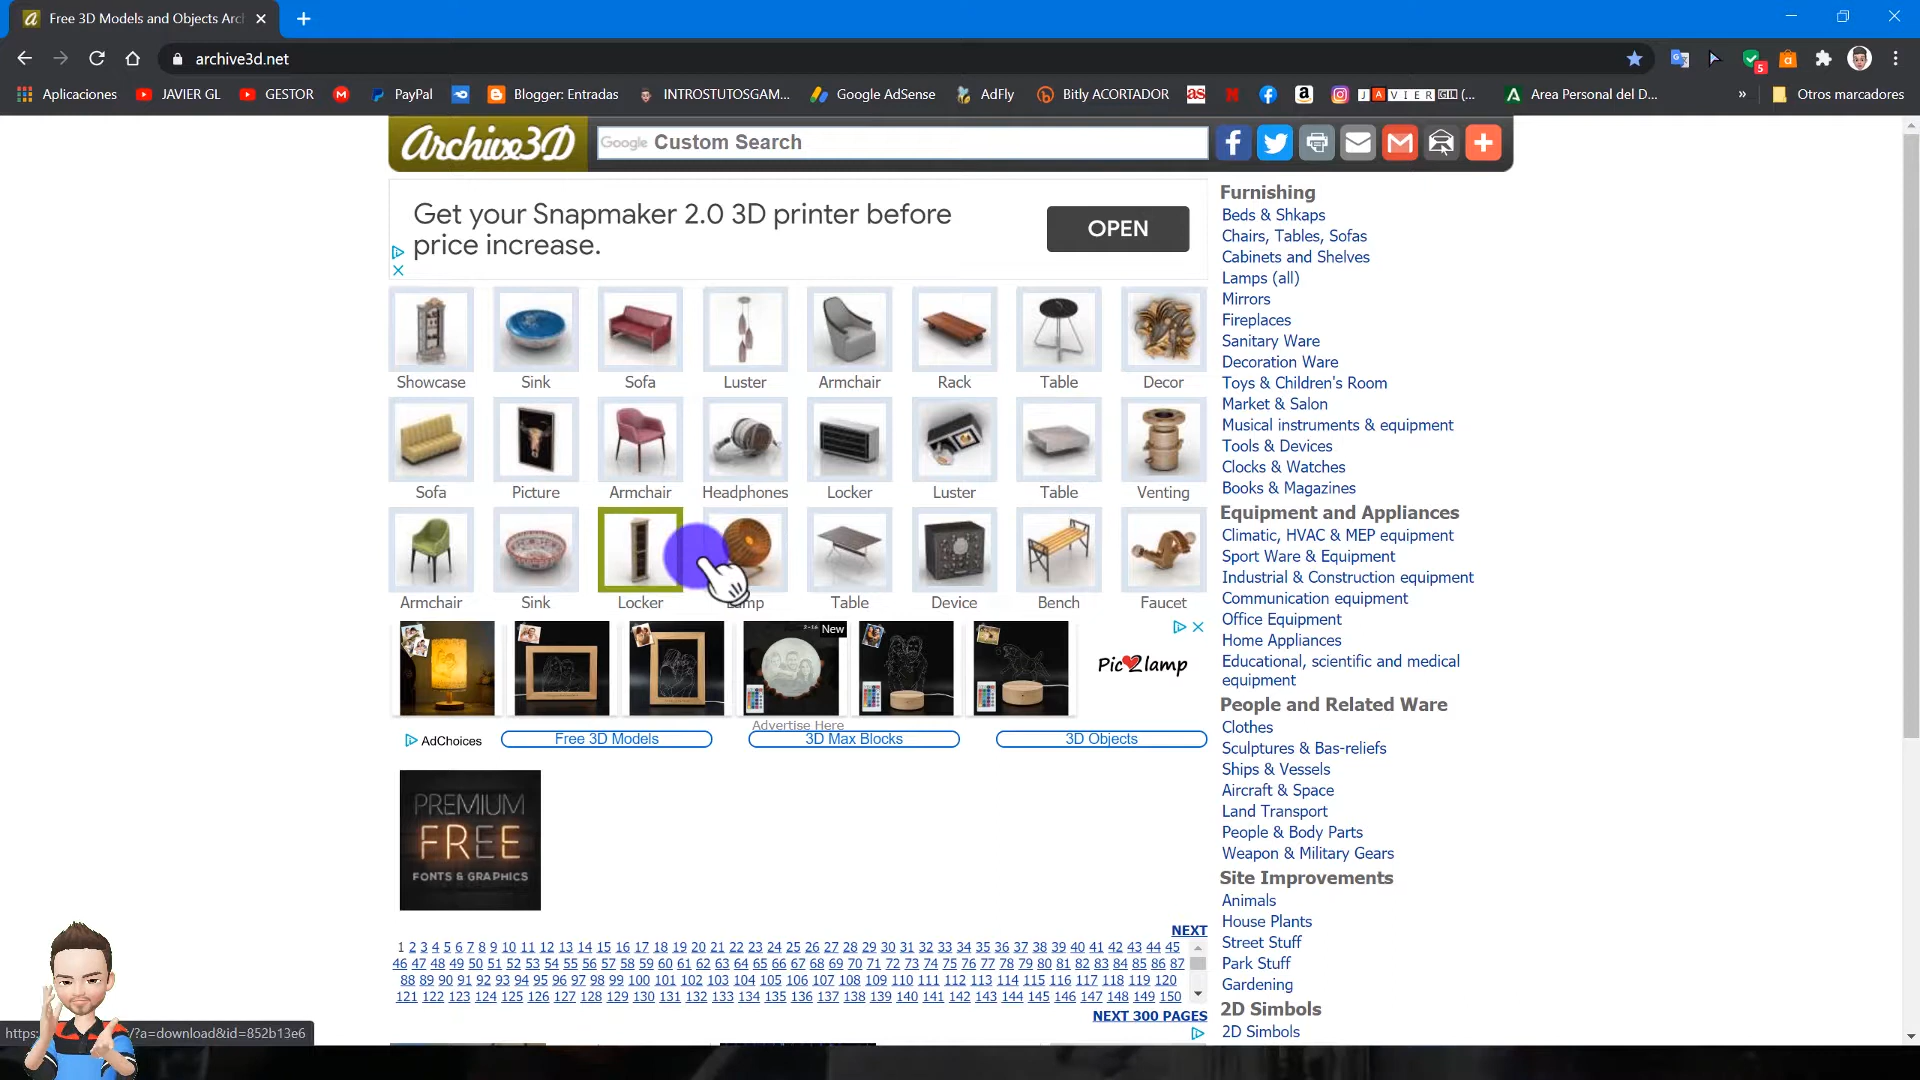 Free 3D Models and Objects Arc
archive3d.net
Aplicaciones JAVIER GL GESTOR PayPal Blogger: Entradas INTROSTUTOSGAM... Google AdSense AdFly Bitly ACORTADOR as JAVIER GIL (... Area Personal del D... » Otros marcadores
5
Archive3D Google Custom Search
Get your Snapmaker 2.0 3D printer before
price increase.
OPEN
Showcase Sink Sofa Luster Armchair Rack Table Decor
Sofa Picture Armchair Headphones Locker Luster Table Venting
Armchair Sink Locker Lamp Table Device Bench Faucet
New
Pic2lamp
Advertise Here
AdChoices Free 3D Models 3D Max Blocks 3D Objects
PREMIUM
FREE
FONTS & GRAPHICS
NEXT
1 2 3 4 5 6 7 8 9 10 11 12 13 14 15 16 17 18 19 20 21 22 23 24 25 26 27 28 29 30 31 32 33 34 35 36 37 38 39 40 41 42 43 44 45
46 47 48 49 50 51 52 53 54 55 56 57 58 59 60 61 62 63 64 65 66 67 68 69 70 71 72 73 74 75 76 77 78 79 80 81 82 83 84 85 86 87
88 89 90 91 92 93 94 95 96 97 98 99 100 101 102 103 104 105 106 107 108 109 110 111 112 113 114 115 116 117 118 119 120
121 122 123 124 125 126 127 128 129 130 131 132 133 134 135 136 137 138 139 140 141 142 143 144 145 146 147 148 149 150
NEXT 300 PAGES
Furnishing
Beds & Shkaps
Chairs, Tables, Sofas
Cabinets and Shelves
Lamps (all)
Mirrors
Fireplaces
Sanitary Ware
Decoration Ware
Toys & Children's Room
Market & Salon
Musical instruments & equipment
Tools & Devices
Clocks & Watches
Books & Magazines
Equipment and Appliances
Climatic, HVAC & MEP equipment
Sport Ware & Equipment
Industrial & Construction equipment
Communication equipment
Office Equipment
Home Appliances
Educational, scientific and medical
equipment
People and Related Ware
Clothes
Sculptures & Bas-reliefs
Ships & Vessels
Aircraft & Space
Land Transport
People & Body Parts
Weapon & Military Gears
Site Improvements
Animals
House Plants
Street Stuff
Park Stuff
Gardening
2D Simbols
2D Simbols
https: /?a=download&id=852b13e6